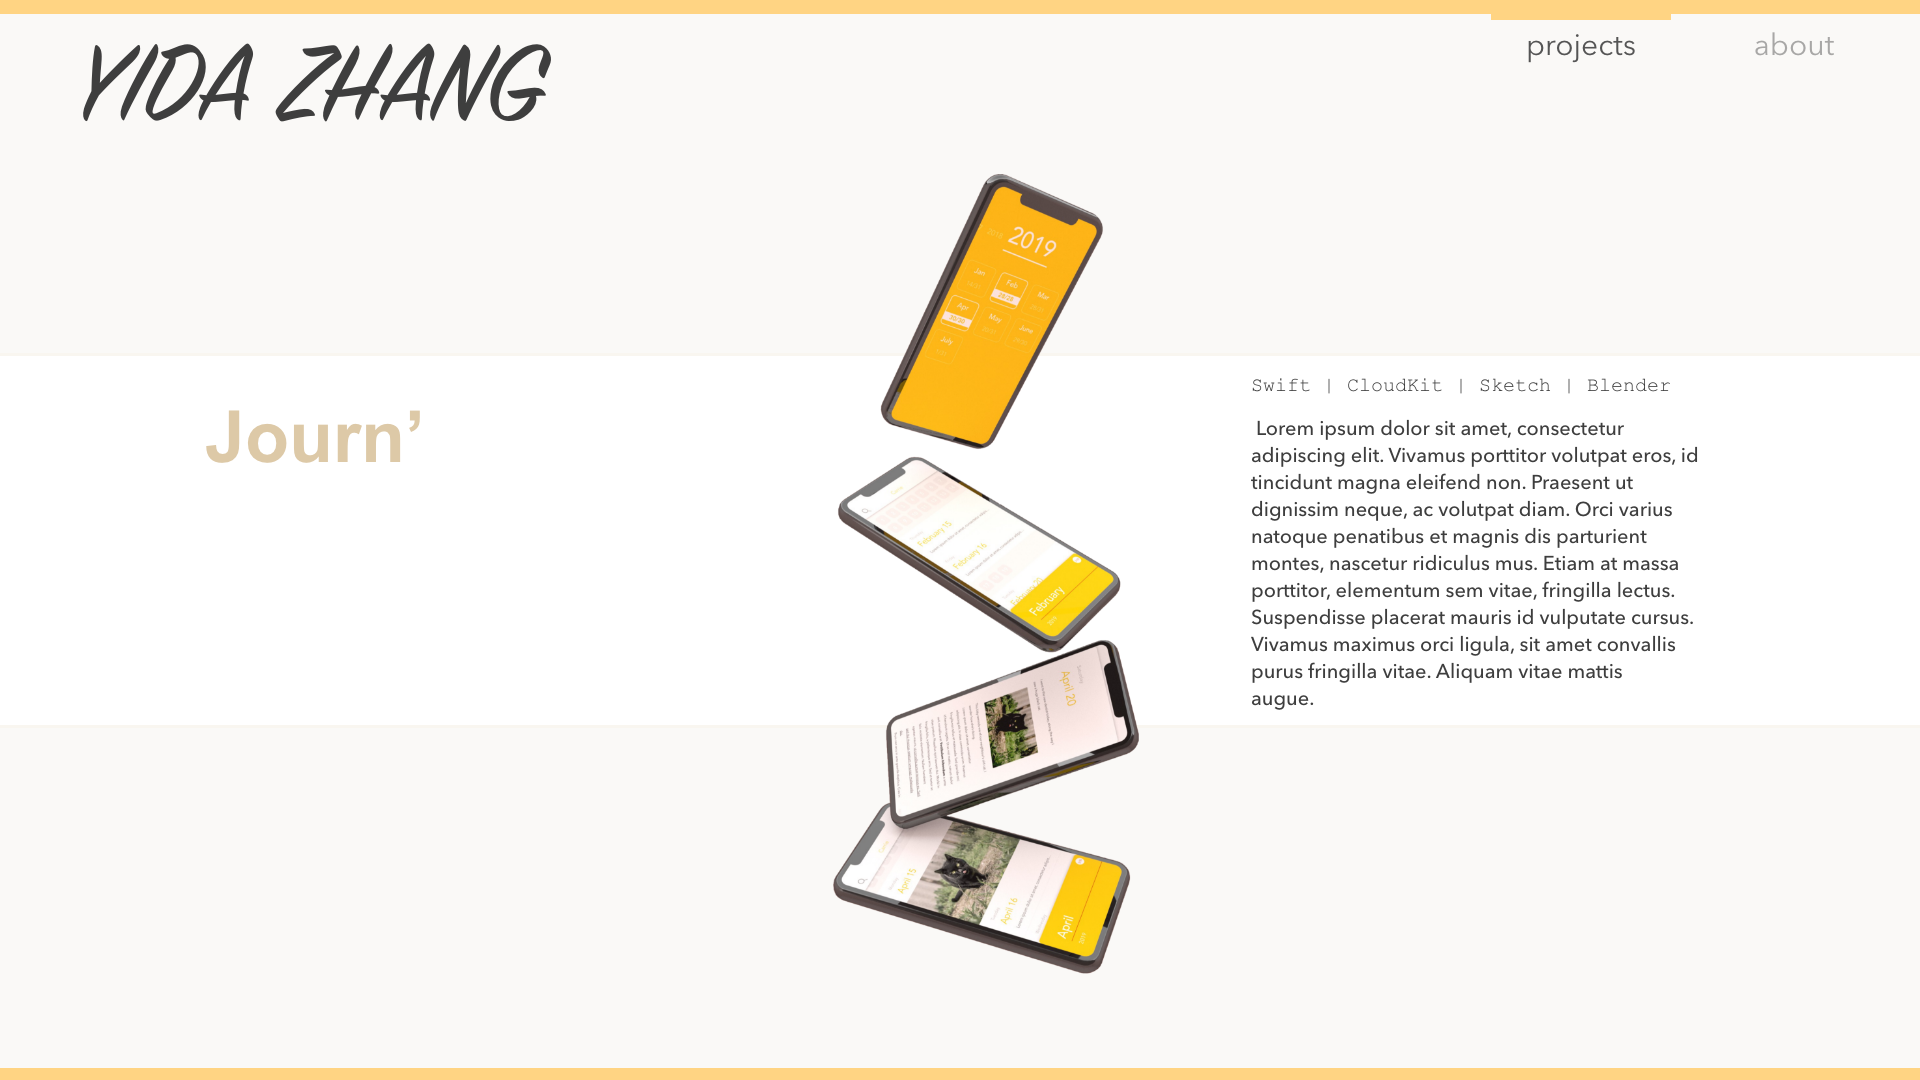 YIDA ZHANG
projects
about
2019
Jan
Feb
Mar
Apr
May
June
July
Journ’
Swift | CloudKit | Sketch | Blender
Lorem ipsum dolor sit amet, consectetur
adipiscing elit. Vivamus porttitor volutpat eros, id
tincidunt magna eleifend non. Praesent ut
dignissim neque, ac volutpat diam. Orci varius
natoque penatibus et magnis dis parturient
montes, nascetur ridiculus mus. Etiam at massa
porttitor, elementum sem vitae, fringilla lectus.
Suspendisse placerat mauris id vulputate cursus.
Vivamus maximus orci ligula, sit amet convallis
purus fringilla vitae. Aliquam vitae mattis
augue.
February 15
February 16
February
April 20
April 15
April 16
April